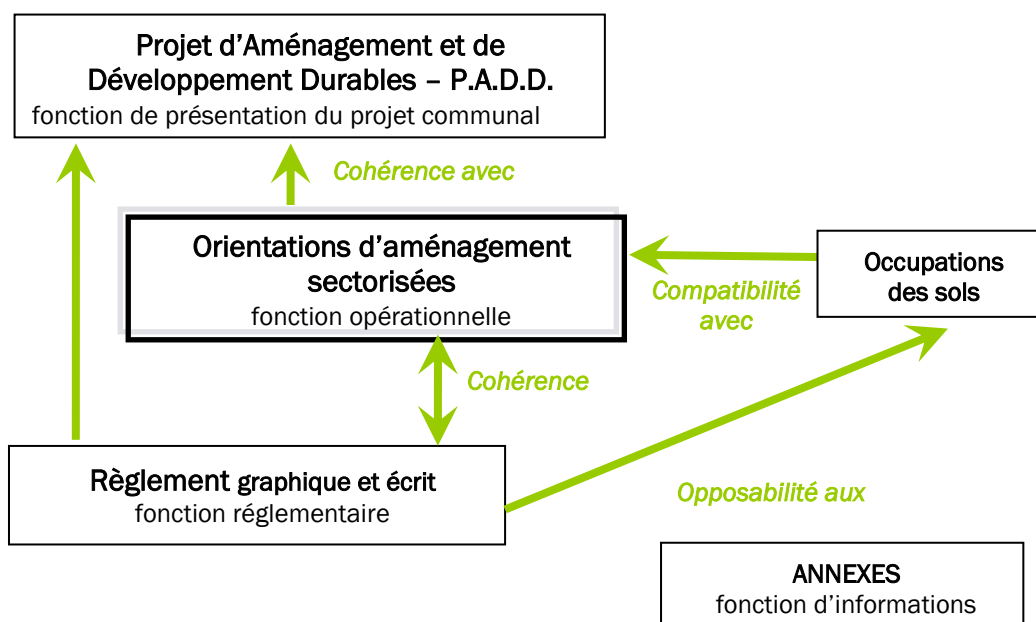 Projet d’Aménagement et de
Développement Durables – P.A.D.D.
fonction de présentation du projet communal
Cohérence avec
Orientations d’aménagement
sectorisées
fonction opérationnelle
Occupations
des sols
Compatibilité
avec
Cohérence
Règlement graphique et écrit
fonction réglementaire
Opposabilité aux
ANNEXES
fonction d’informations